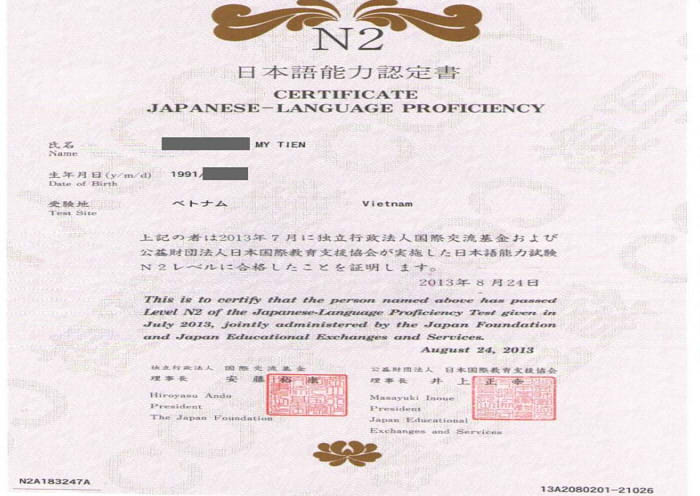 N2
日本語能力認定書
CERTIFICATE
JAPANESE-LANGUAGE PROFICIENCY
氏名
Name
MY TIEN
生年月日(y/m/d)
Date of Birth
1991/
受験地
Test Site
ベトナム Vietnam
上記の者は2013年7月に独立行政法人国際交流基金および
公益財団法人日本国際教育支援協会が実施した日本語能力試験
N2レベルに合格したことを証明します。
2013年8月24日
This is to certify that the person named above has passed
Level N2 of the Japanese-Language Proficiency Test given in
July 2013, jointly administered by the Japan Foundation
and Japan Educational Exchanges and Services.
August 24, 2013
独立行政法人 国際交流基金
理事長 安藤裕康
Hiroyasu Ando
President
The Japan Foundation
公益財団法人 日本国際教育支援協会
理事長 井上正幸
Masayuki Inoue
President
Japan Educational
Exchanges and Services
N2A183247A
13A2080201-21026